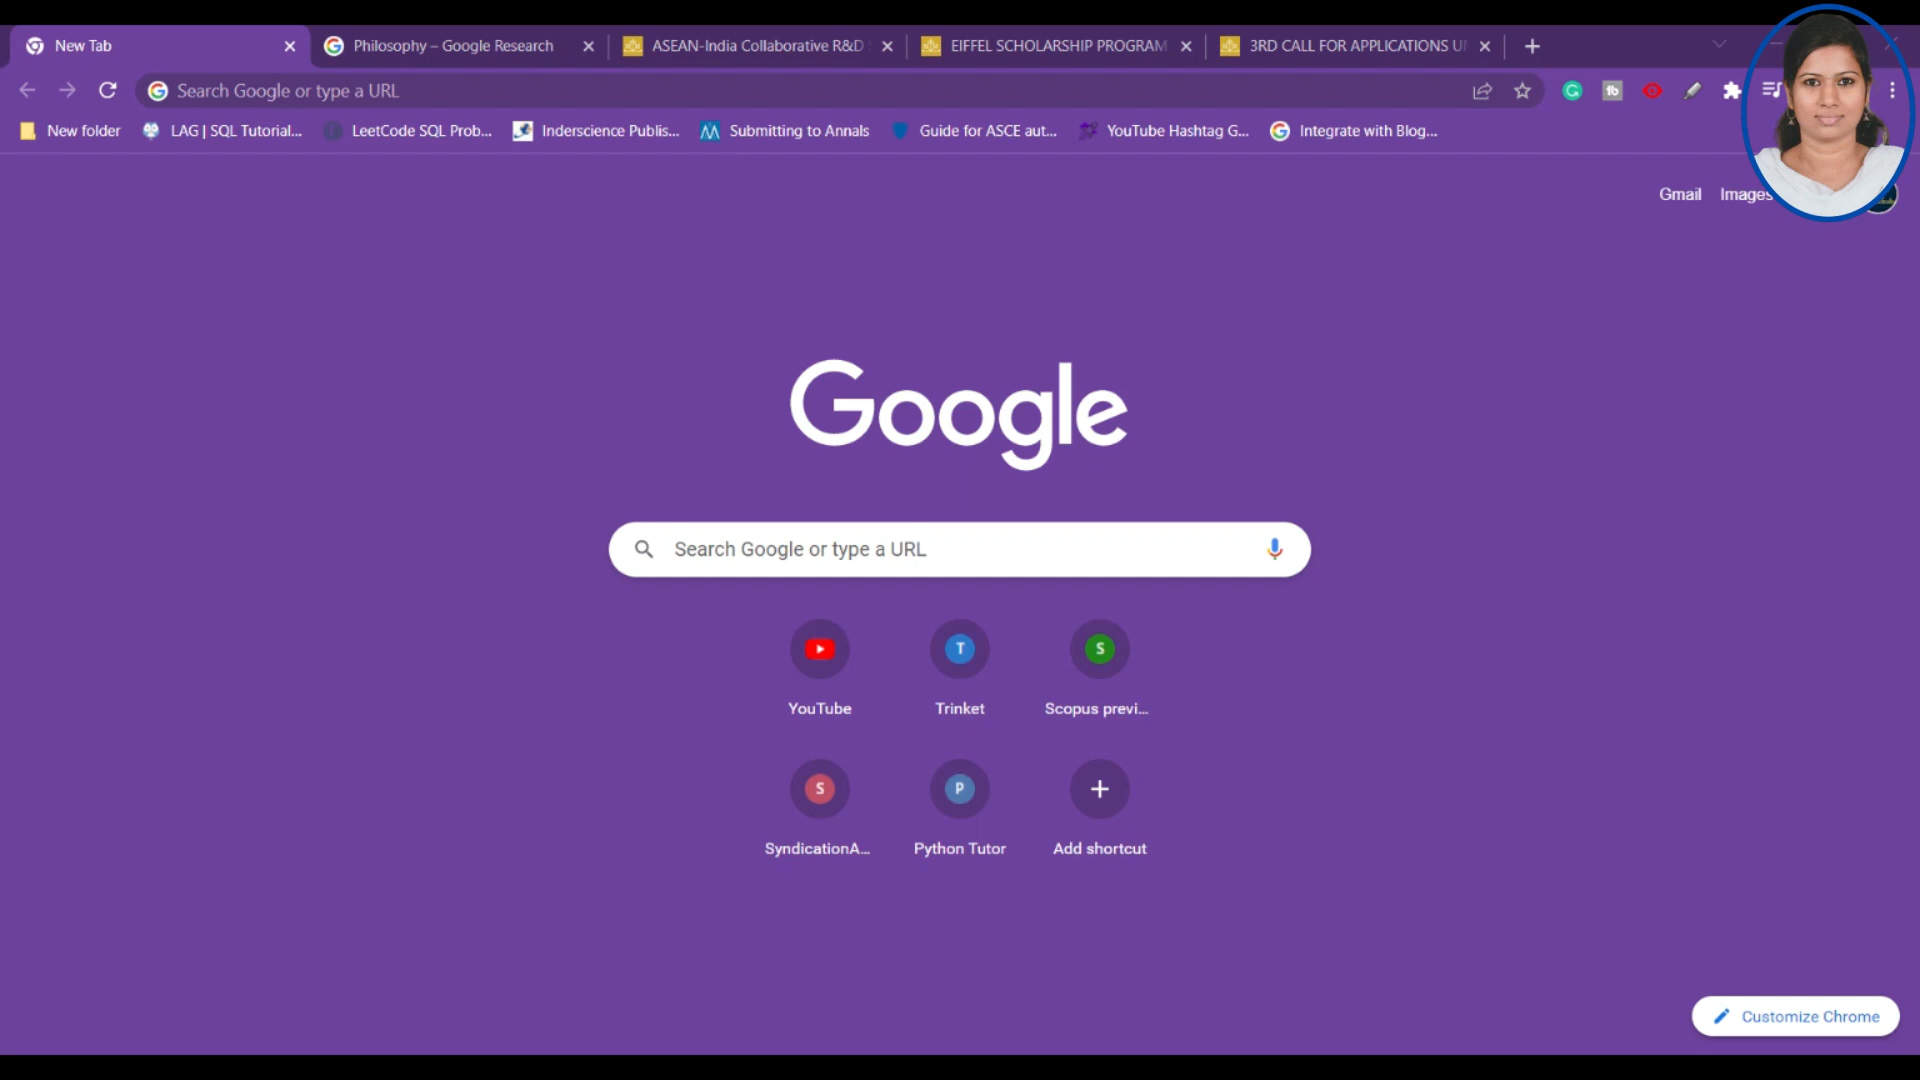 New Tab
Philosophy – Google Research
ASEAN-India Collaborative R&D
EIFFEL SCHOLARSHIP PROGRAM
3RD CALL FOR APPLICATIONS
Search Google or type a URL
New folder
LAG | SQL Tutorial...
LeetCode SQL Prob...
Inderscience Publis...
Submitting to Annals
Guide for ASCE aut...
YouTube Hashtag G...
Integrate with Blog...
Gmail
Images
Google
Search Google or type a URL
T
S
YouTube
Trinket
Scopus previ...
S
P
SyndicationA...
Python Tutor
Add shortcut
Customize Chrome